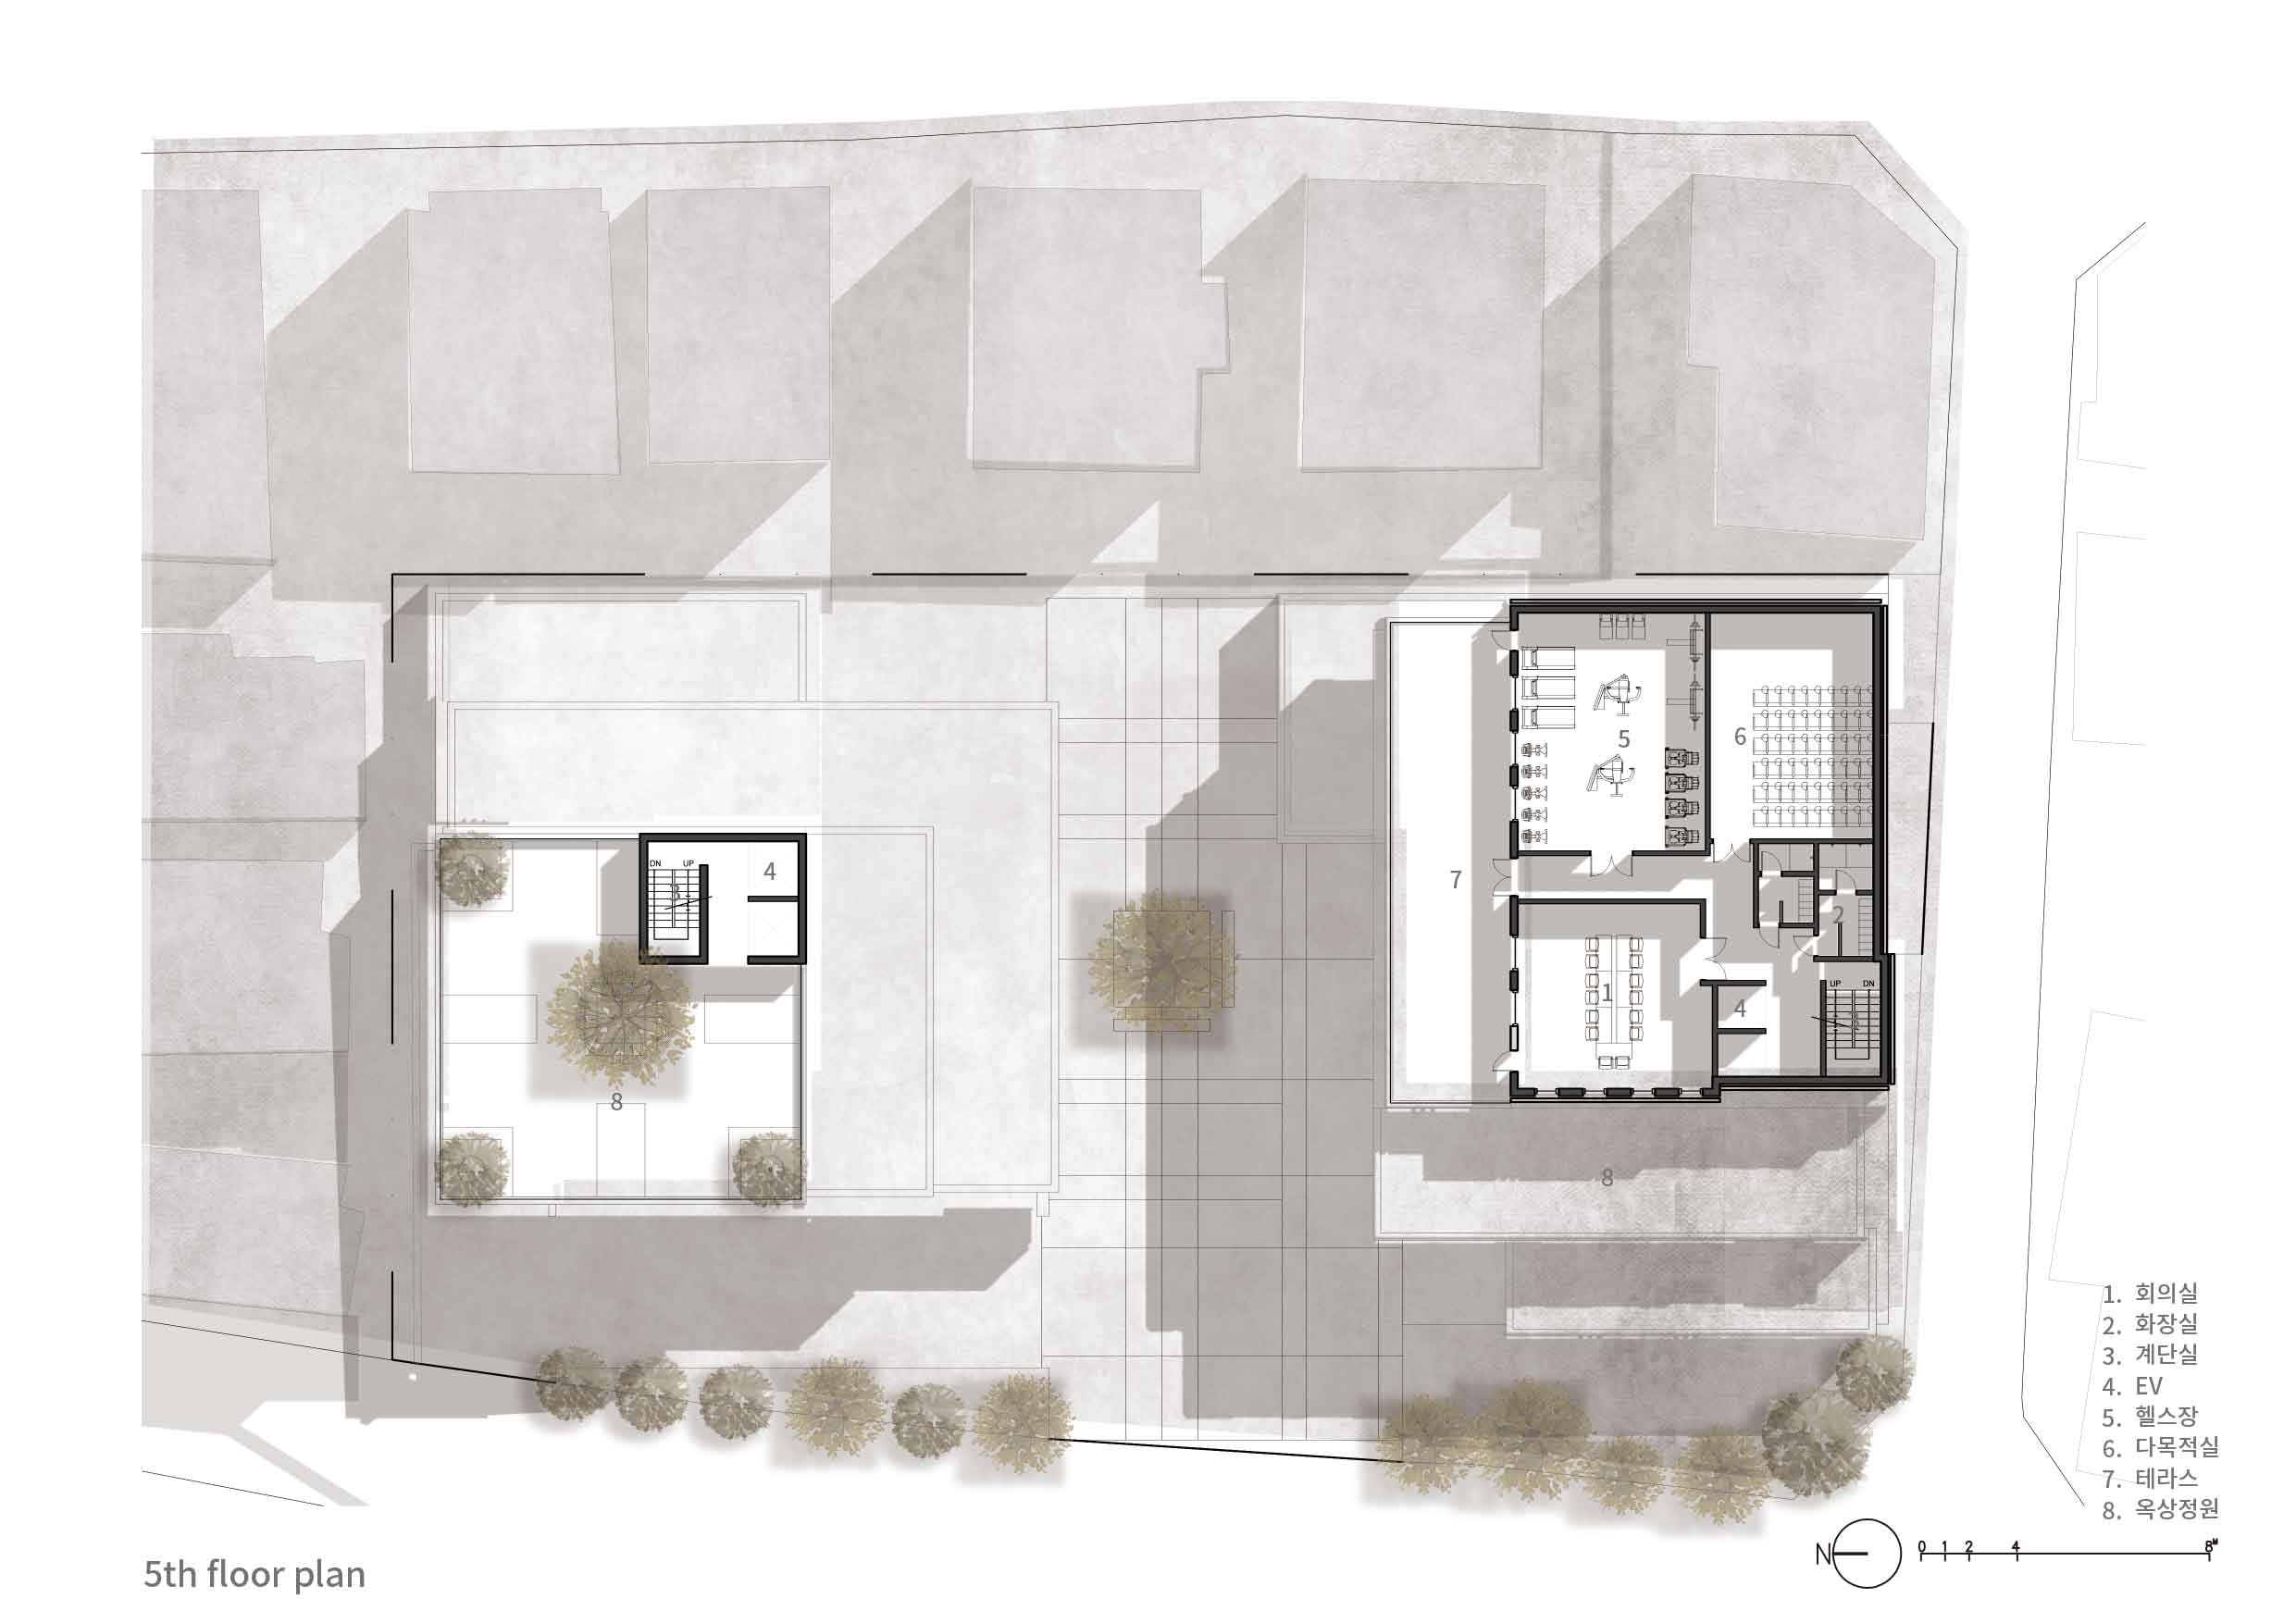 5
6
DN UP
4
3
7
2
8
1
4
UP DN
3
8
1. 회의실
2. 화장실
3. 계단실
4. EV
5. 헬스장
6. 다목적실
7. 테라스
8. 옥상정원
N
0 1 2 4 8M
5th floor plan